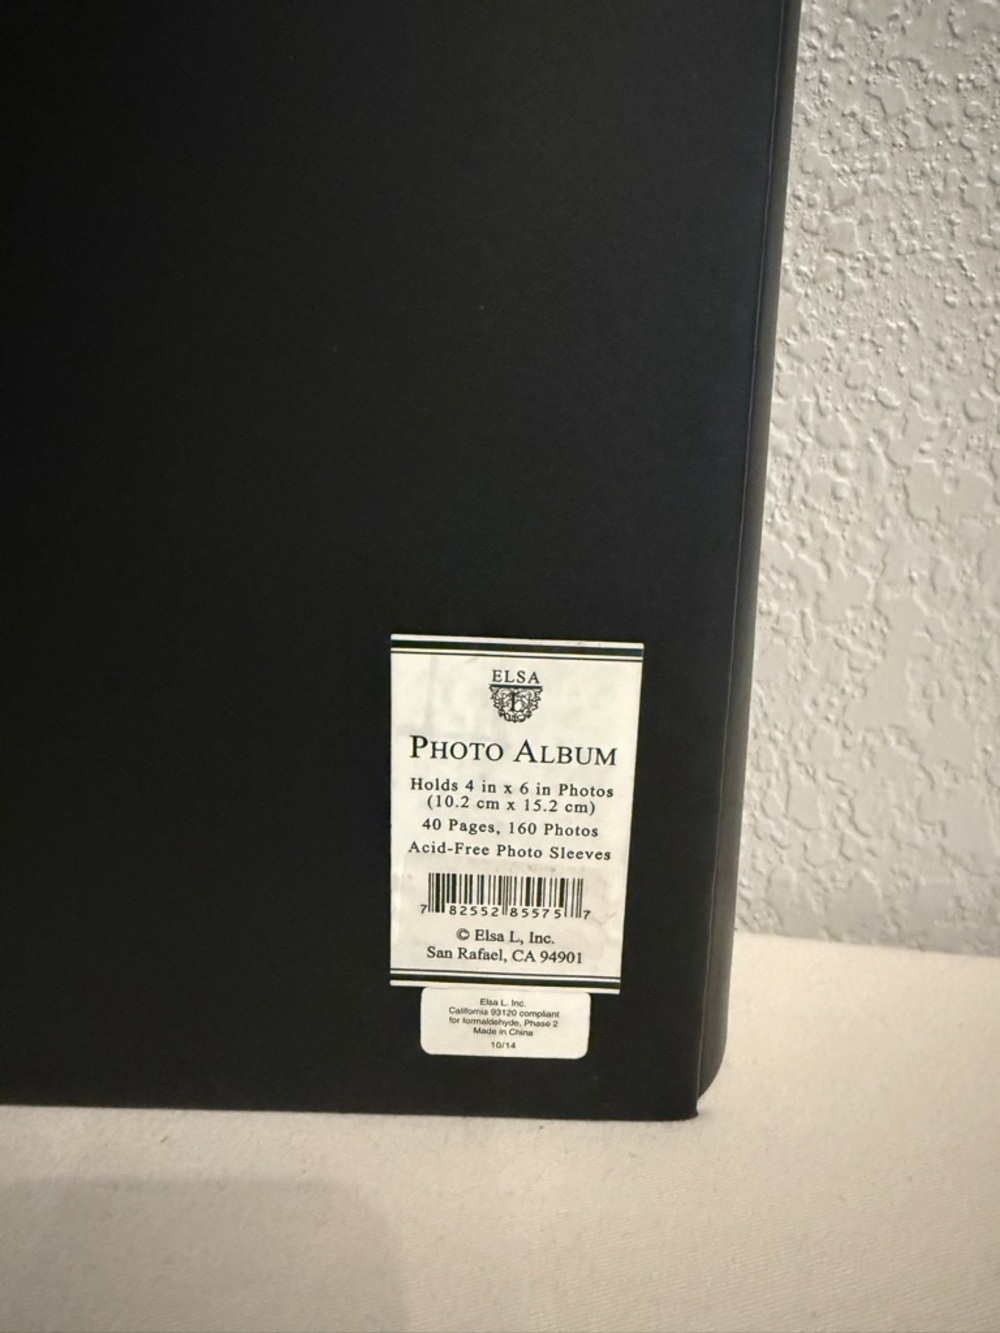 ELSA
L
PHOTO ALBUM
Holds 4 in x 6 in Photos
(10.2 cm x 15.2 cm)
40 Pages, 160 Photos
Acid-Free Photo Sleeves
7 82552 85575 7
© Elsa L, Inc.
San Rafael, CA 94901
Elsa L. Inc.
California 93120 compliant
for formaldehyde, Phase 2
Made in China
10/14